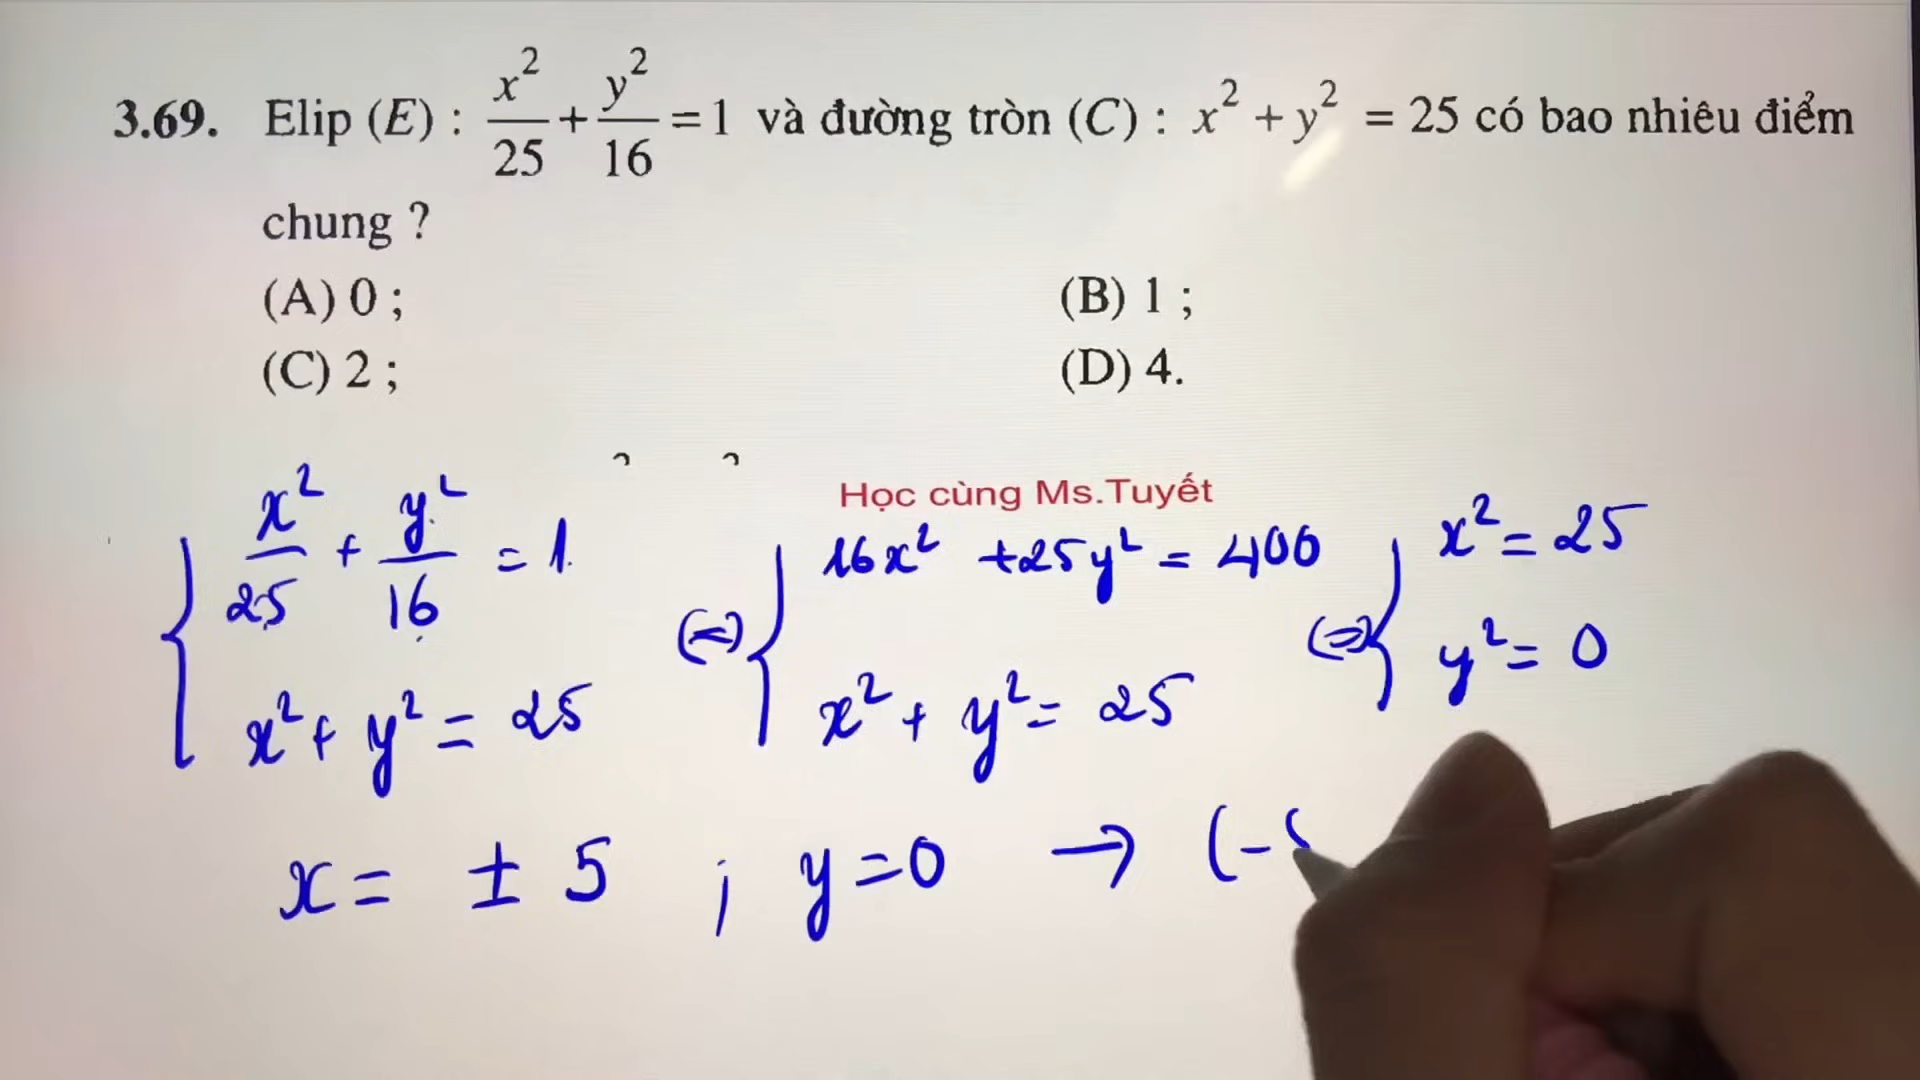 3.69. Elip (E) : x²/25 + y²/16 = 1 và đường tròn (C) : x² + y² = 25 có bao nhiêu điểm
chung ?
(A) 0 ; (B) 1 ;
(C) 2 ; (D) 4.
Học cùng Ms.Tuyết
{ x²/25 + y²/16 = 1. (=) { 16x² + 25y² = 400 (=) { x² = 25
x² + y² = 25 x² + y² = 25 y² = 0
x = ± 5 ; y = 0 → (-